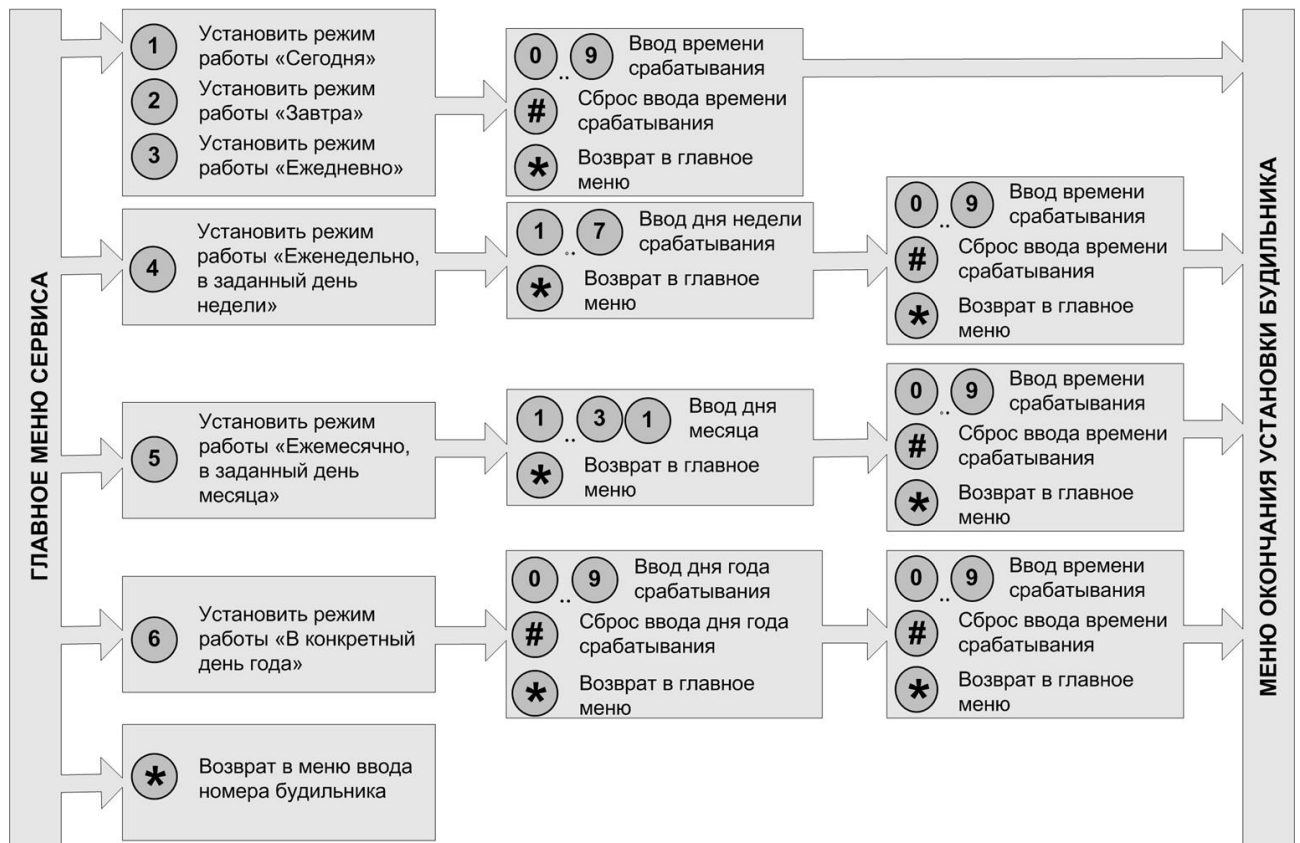 ГЛАВНОЕ МЕНЮ СЕРВИСА
1 Установить режим
работы «Сегодня»
2 Установить режим
работы «Завтра»
3 Установить режим
работы «Ежедневно»
0 .. 9 Ввод времени
срабатывания
# Сброс ввода времени
срабатывания
* Возврат в главное
меню
4 Установить режим
работы «Еженедельно,
в заданный день
недели»
1 .. 7 Ввод дня недели
срабатывания
* Возврат в главное
меню
0 .. 9 Ввод времени
срабатывания
# Сброс ввода времени
срабатывания
* Возврат в главное
меню
5 Установить режим
работы «Ежемесячно,
в заданный день
месяца»
1 .. 3 1 Ввод дня
месяца
* Возврат в главное
меню
0 .. 9 Ввод времени
срабатывания
# Сброс ввода времени
срабатывания
* Возврат в главное
меню
6 Установить режим
работы «В конкретный
день года»
0 .. 9 Ввод дня года
срабатывания
# Сброс ввода дня года
срабатывания
* Возврат в главное
меню
0 .. 9 Ввод времени
срабатывания
# Сброс ввода времени
срабатывания
* Возврат в главное
меню
* Возврат в меню ввода
номера будильника
МЕНЮ ОКОНЧАНИЯ УСТАНОВКИ БУДИЛЬНИКА